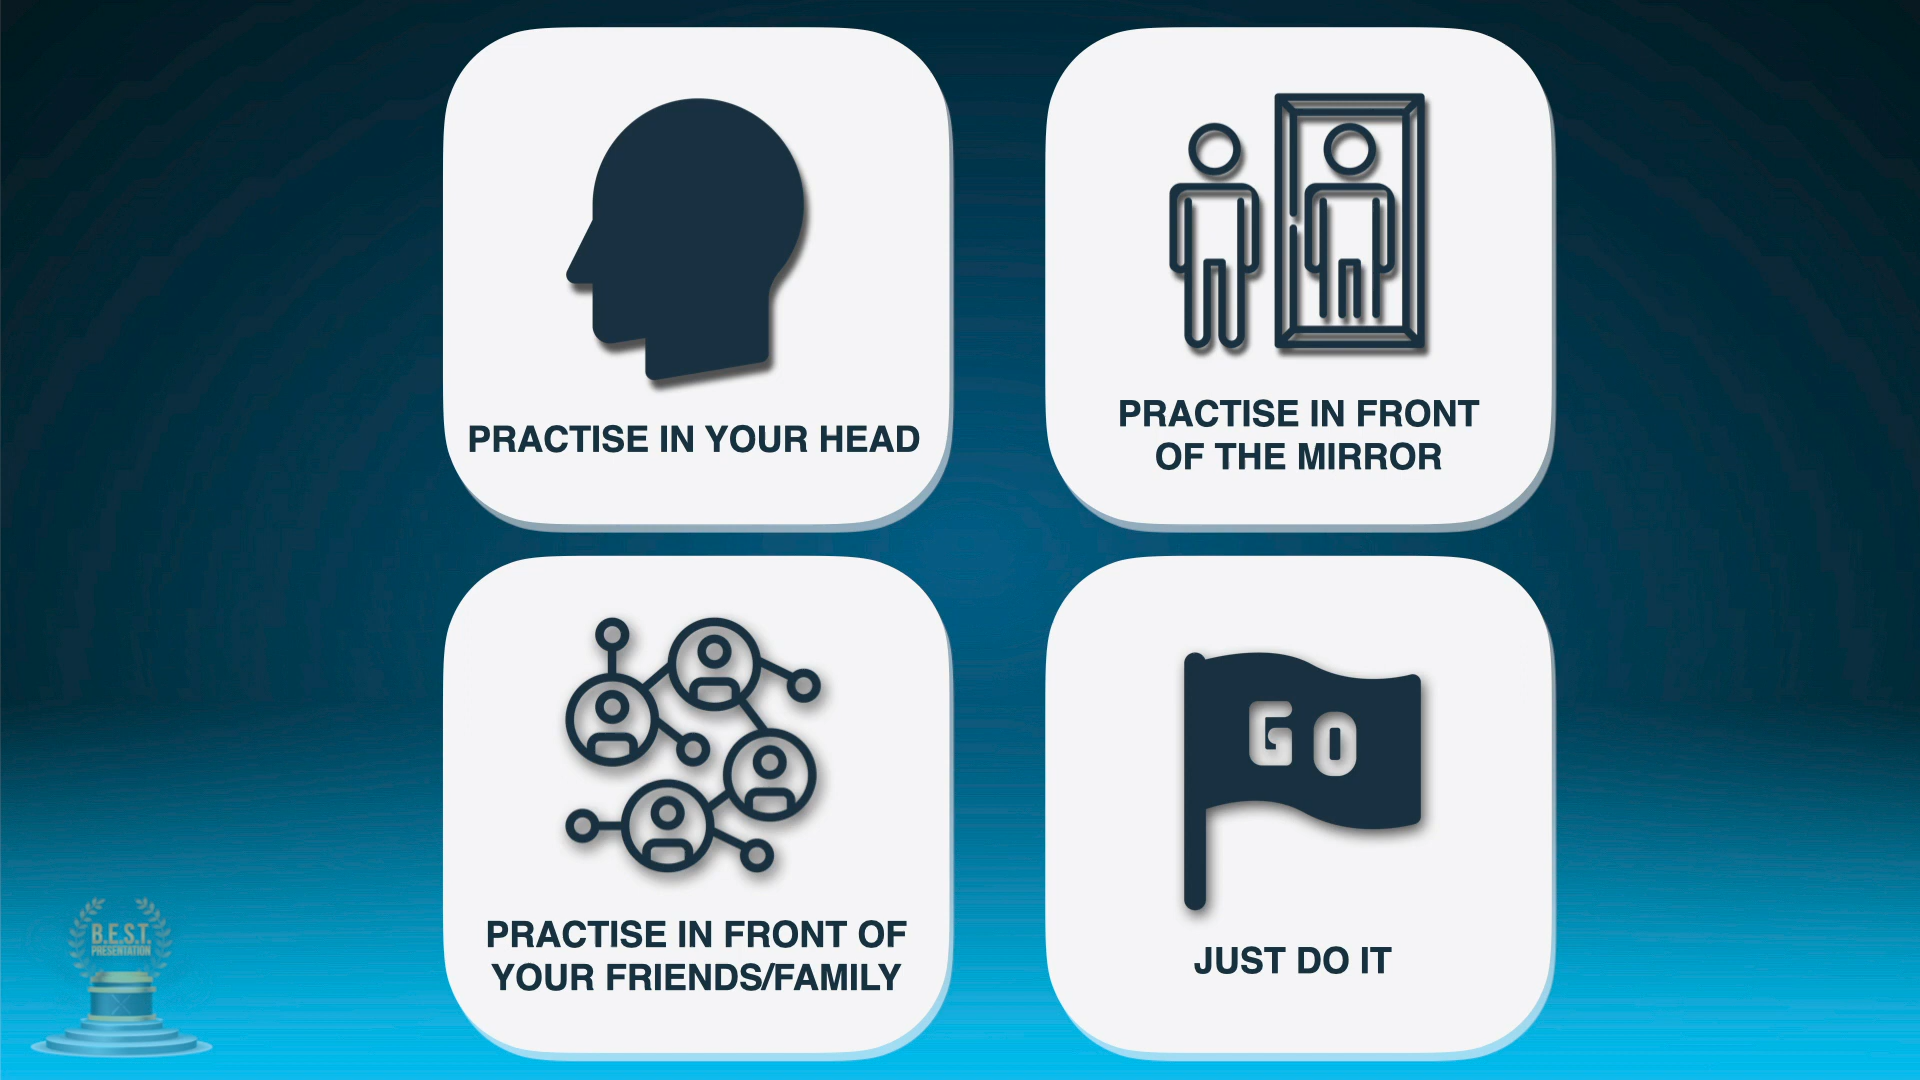 PRACTISE IN YOUR HEAD
PRACTISE IN FRONT
OF THE MIRROR
PRACTISE IN FRONT OF
YOUR FRIENDS/FAMILY
GO
JUST DO IT
B.E.S.T.
PRESENTATION